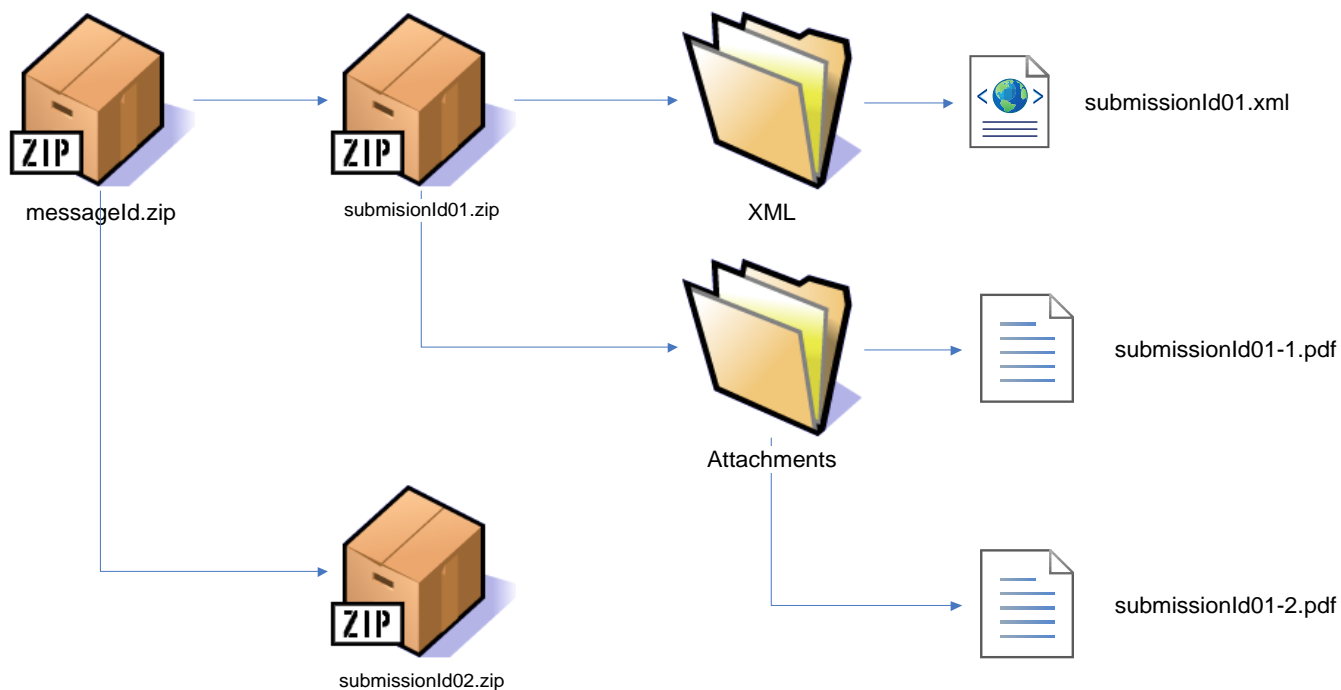 ZIP
messageId.zip
ZIP
submisionId01.zip
XML
submissionId01.xml
Attachments
submissionId01-1.pdf
ZIP
submissionId02.zip
submissionId01-2.pdf